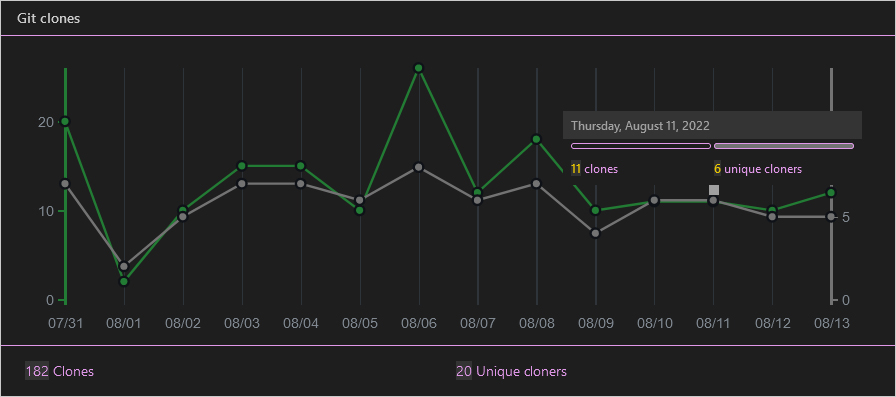 Git clones
Thursday, August 11, 2022
11 clones 6 unique cloners
20
10
0
5
0
07/31 08/01 08/02 08/03 08/04 08/05 08/06 08/07 08/08 08/09 08/10 08/11 08/12 08/13
182 Clones 20 Unique cloners